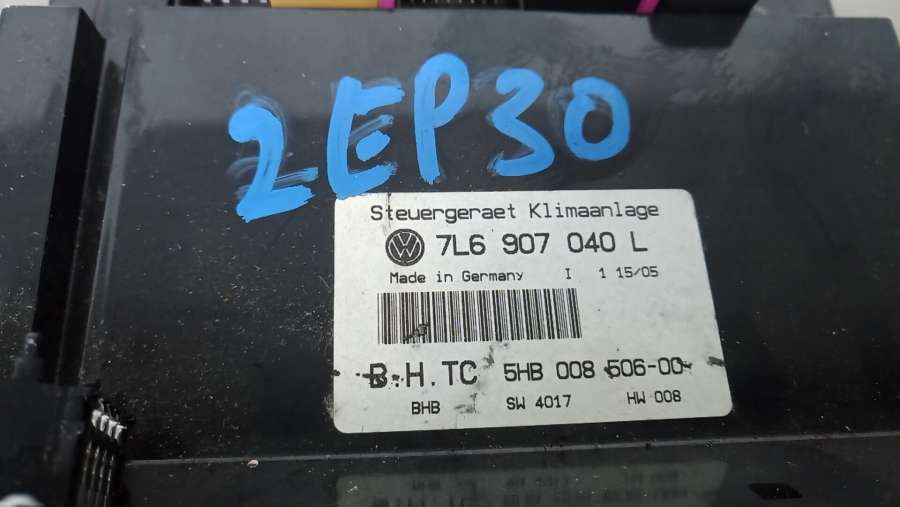 2EP30
Steuergeraet Klimaanlage
7L6 907 040 L
Made in Germany I 1 15/05
B.H.TC 5HB 008 606-00
BHB SW 4017 HW 008